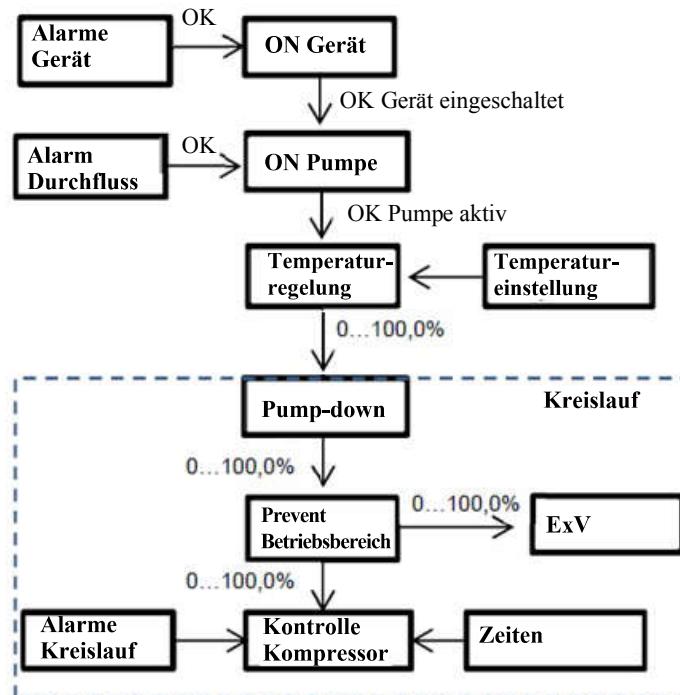 OK
Alarme
Gerät
ON Gerät
OK Gerät eingeschaltet
OK
Alarm
Durchfluss
ON Pumpe
OK Pumpe aktiv
Temperatur-
regelung
Temperatur-
einstellung
0...100,0%
Pump-down
Kreislauf
0...100,0%
0...100,0%
Prevent
Betriebsbereich
ExV
0...100,0%
Alarme
Kreislauf
Kontrolle
Kompressor
Zeiten